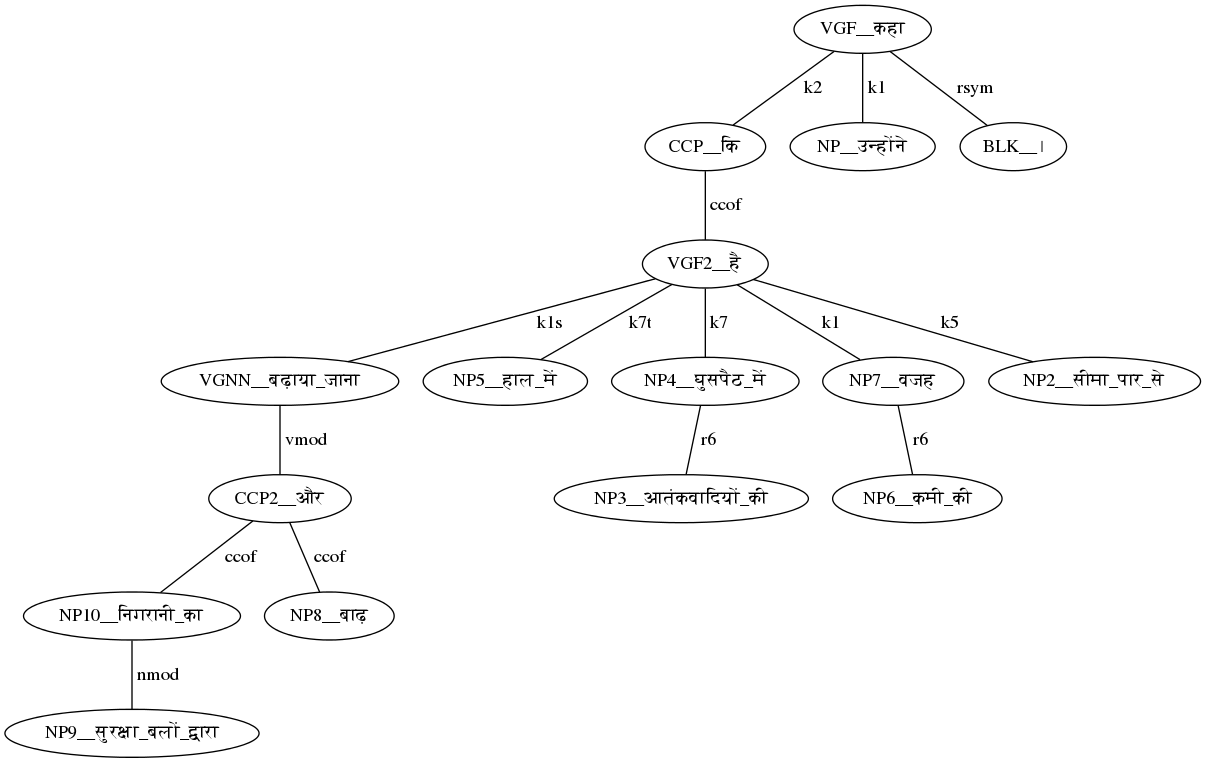 VGF__कहा
k2 k1 rsym
CCP__कि NP__उन्होंने BLK__।
ccof
VGF2__है
k1s k7t k7 k1 k5
VGNN__बढ़ाया_जाना NP5__हाल_में NP4__घुसपैठ_में NP7__वजह NP2__सीमा_पार_से
vmod r6 r6
CCP2__और NP3__आतंकवादियों_की NP6__कमी_की
ccof ccof
NP10__निगरानी_का NP8__बाढ़
nmod
NP9__सुरक्षा_बलों_द्वारा